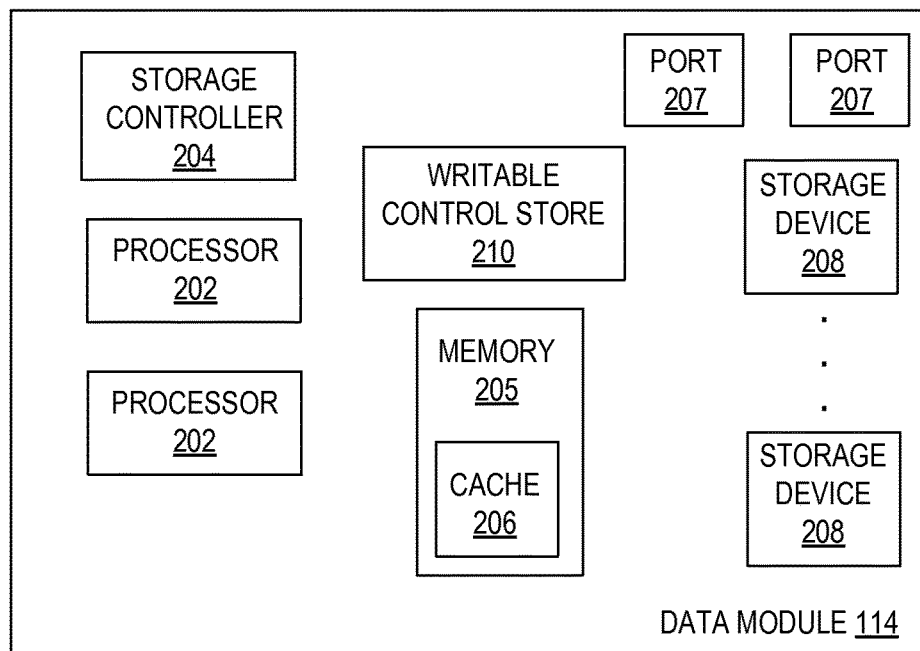 STORAGE
CONTROLLER
204
PROCESSOR
202
PROCESSOR
202
WRITABLE
CONTROL STORE
210
MEMORY
205
CACHE
206
PORT
207
PORT
207
STORAGE
DEVICE
208
STORAGE
DEVICE
208
DATA MODULE 114